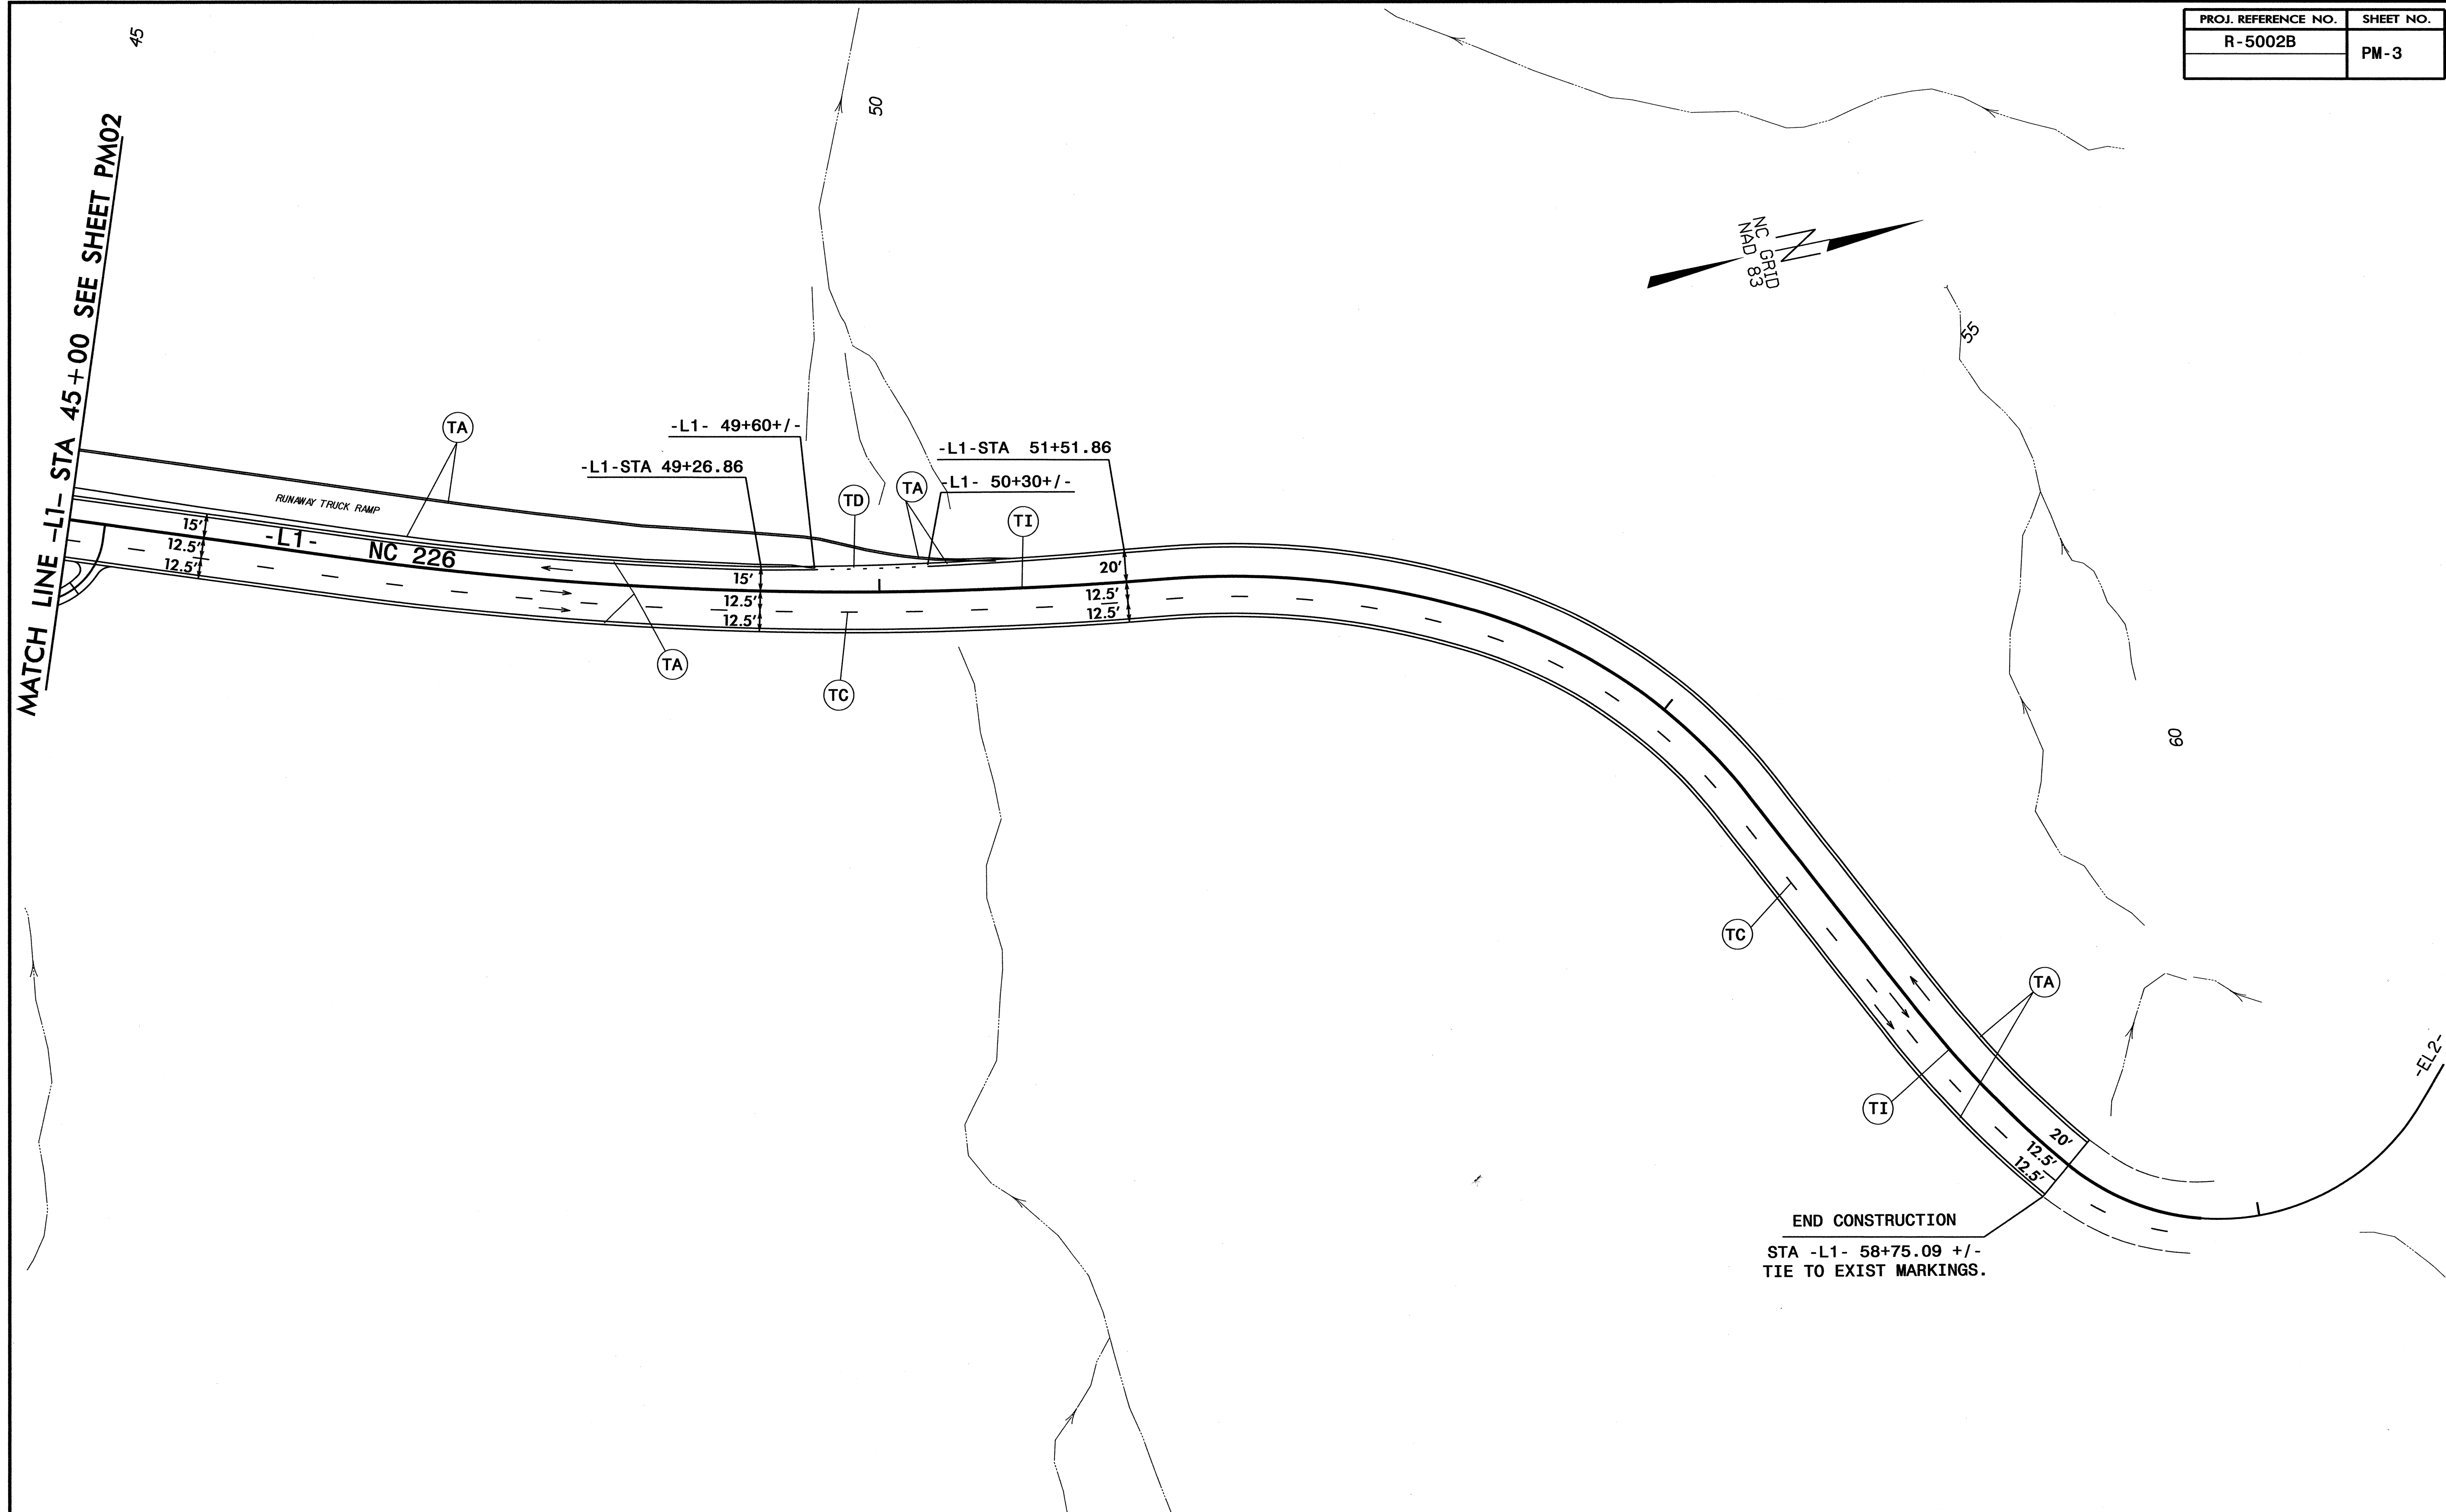 PROJ. REFERENCE NO.
SHEET NO.
R-5002B
PM-3
45
50
MATCH LINE -L1- STA 45+00 SEE SHEET PM02
NC GRID
NAD 83
N
55
TA
-L1- 49+60+/-
-L1-STA 49+26.86
-L1-STA 51+51.86
-L1- 50+30+/-
TD
TA
TI
RUNAWAY TRUCK RAMP
15'
12.5'
12.5'
-L1- NC 226
15'
12.5'
12.5'
20'
12.5'
12.5'
TA
TC
60
TC
TA
TI
-EL2-
20'
12.5'
12.5'
END CONSTRUCTION
STA -L1- 58+75.09 +/-
TIE TO EXIST MARKINGS.